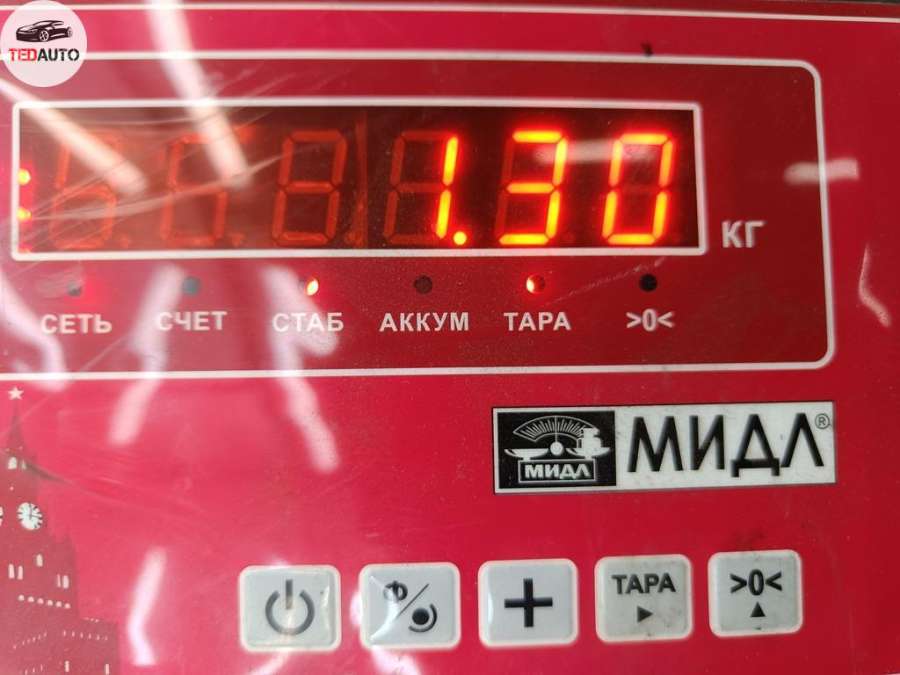 TEDAUTO
1.30
КГ
СЕТЬ СЧЕТ СТАБ АККУМ ТАРА >0<
МИДЛ МИДЛ®
Ф/ + ТАРА >0<